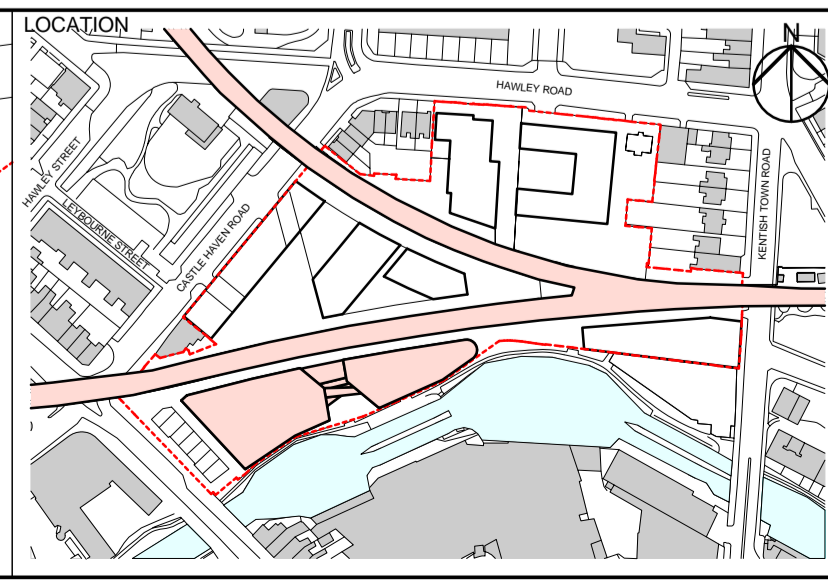 LOCATION
N
HAWLEY ROAD
HAWLEY STREET
LEYBOURNE STREET
CASTLE HAVEN ROAD
KENTISH TOWN ROAD